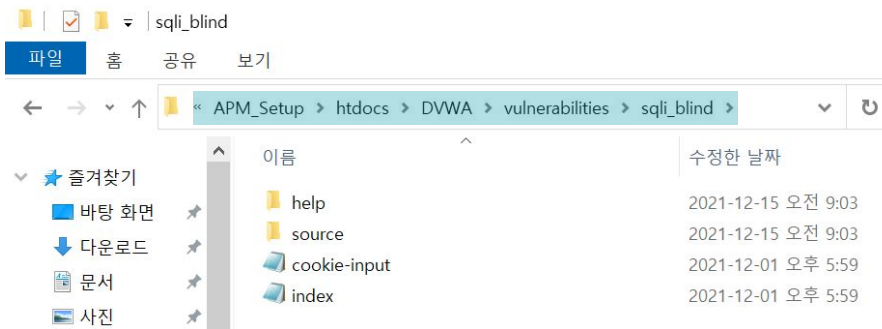 sqli_blind
파일 홈 공유 보기
« APM_Setup > htdocs > DVWA > vulnerabilities > sqli_blind >
이름 수정한 날짜
즐겨찾기
바탕 화면
다운로드
문서
사진
help 2021-12-15 오전 9:03
source 2021-12-15 오전 9:03
cookie-input 2021-12-01 오후 5:59
index 2021-12-01 오후 5:59